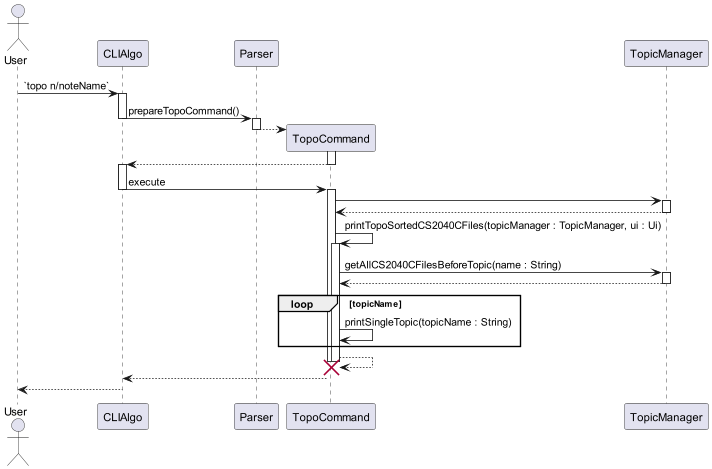 User
CLIAlgo
Parser
TopicManager
`topo n/noteName`
prepareTopoCommand()
TopoCommand
execute
printTopoSortedCS2040CFiles(topicManager : TopicManager, ui : Ui)
getAllCS2040CFilesBeforeTopic(name : String)
loop
[topicName]
printSingleTopic(topicName : String)
User
CLIAlgo
Parser
TopoCommand
TopicManager